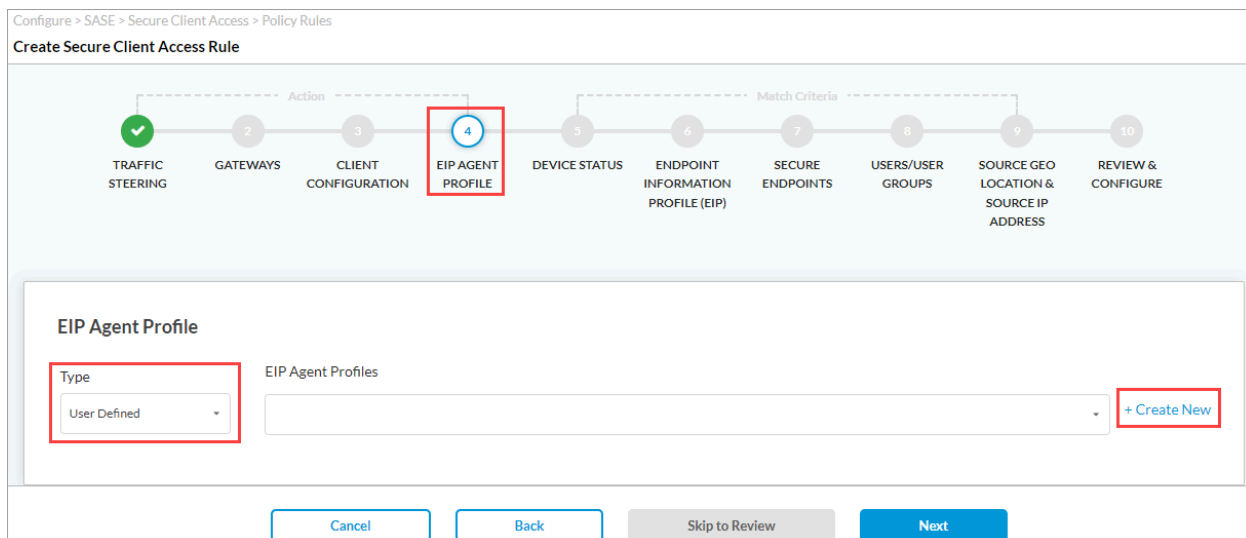 Configure > SASE > Secure Client Access > Policy Rules
Create Secure Client Access Rule
Action
Match Criteria
2
3
4
5
6
7
8
9
10
TRAFFIC STEERING
GATEWAYS
CLIENT CONFIGURATION
EIP AGENT PROFILE
DEVICE STATUS
ENDPOINT INFORMATION PROFILE (EIP)
SECURE ENDPOINTS
USERS/USER GROUPS
SOURCE GEO LOCATION & SOURCE IP ADDRESS
REVIEW & CONFIGURE
EIP Agent Profile
Type
EIP Agent Profiles
User Defined
+ Create New
Cancel
Back
Skip to Review
Next